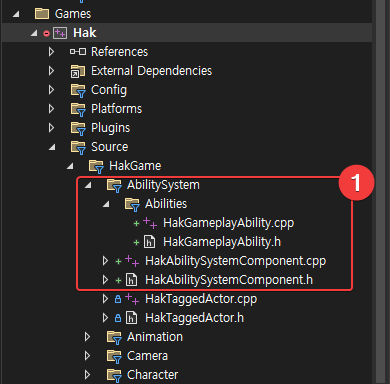 Games
Hak
References
External Dependencies
Config
Platforms
Plugins
Source
HakGame
1
AbilitySystem
Abilities
HakGameplayAbility.cpp
HakGameplayAbility.h
HakAbilitySystemComponent.cpp
HakAbilitySystemComponent.h
HakTaggedActor.cpp
HakTaggedActor.h
Animation
Camera
Character